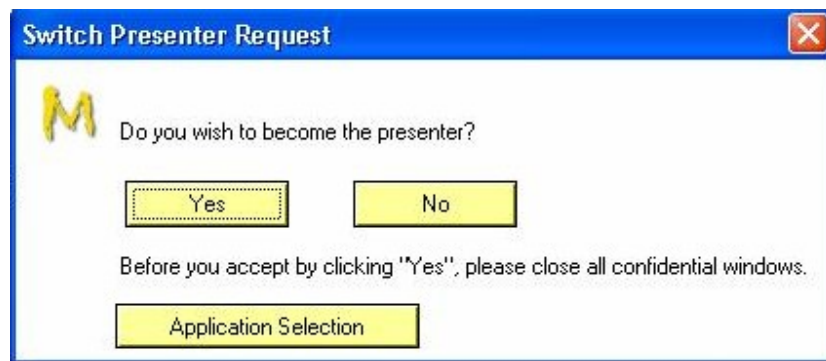 Switch Presenter Request
M
Do you wish to become the presenter?
Yes No
Before you accept by clicking "Yes", please close all confidential windows.
Application Selection